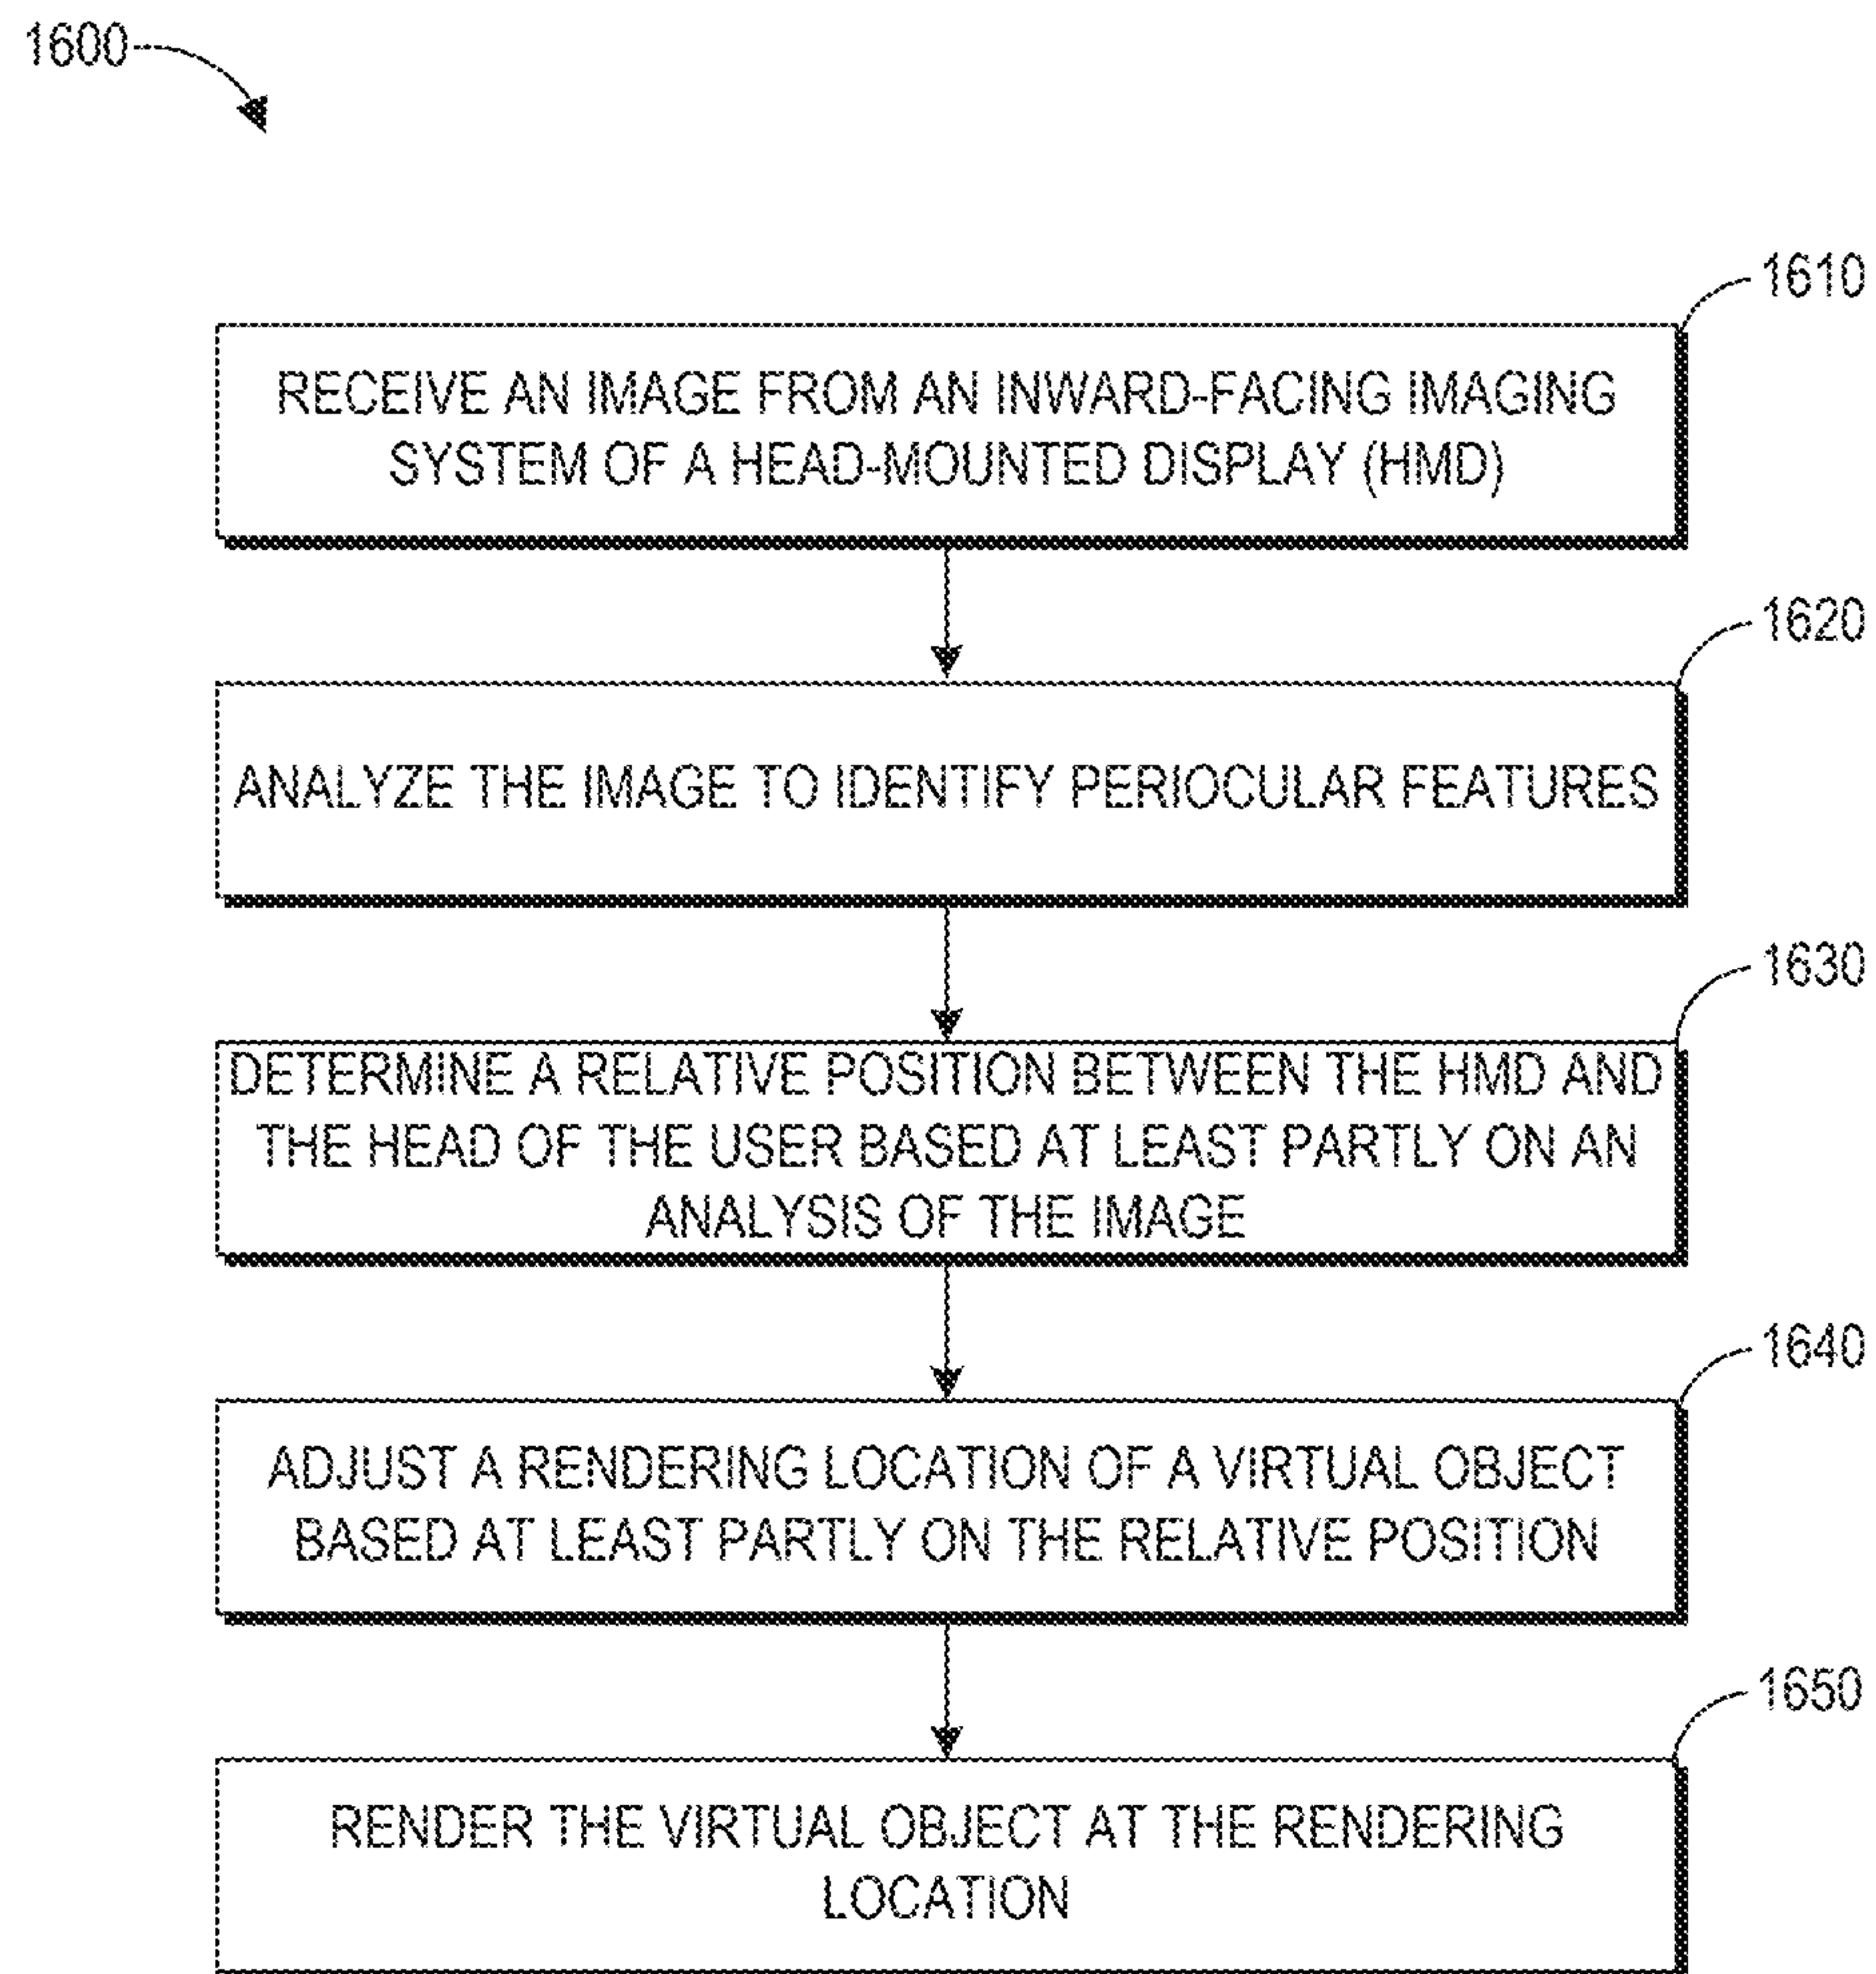 1600
1610
RECEIVE AN IMAGE FROM AN INWARD-FACING IMAGING
SYSTEM OF A HEAD-MOUNTED DISPLAY (HMD)
1620
ANALYZE THE IMAGE TO IDENTIFY PERIOCULAR FEATURES
1630
DETERMINE A RELATIVE POSITION BETWEEN THE HMD AND
THE HEAD OF THE USER BASED AT LEAST PARTLY ON AN
ANALYSIS OF THE IMAGE
1640
ADJUST A RENDERING LOCATION OF A VIRTUAL OBJECT
BASED AT LEAST PARTLY ON THE RELATIVE POSITION
1650
RENDER THE VIRTUAL OBJECT AT THE RENDERING
LOCATION